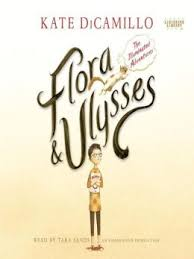 KATE DiCAMILLO
Flora
The Illuminated Adventures
& Ulysses
READ BY TARA SANDS